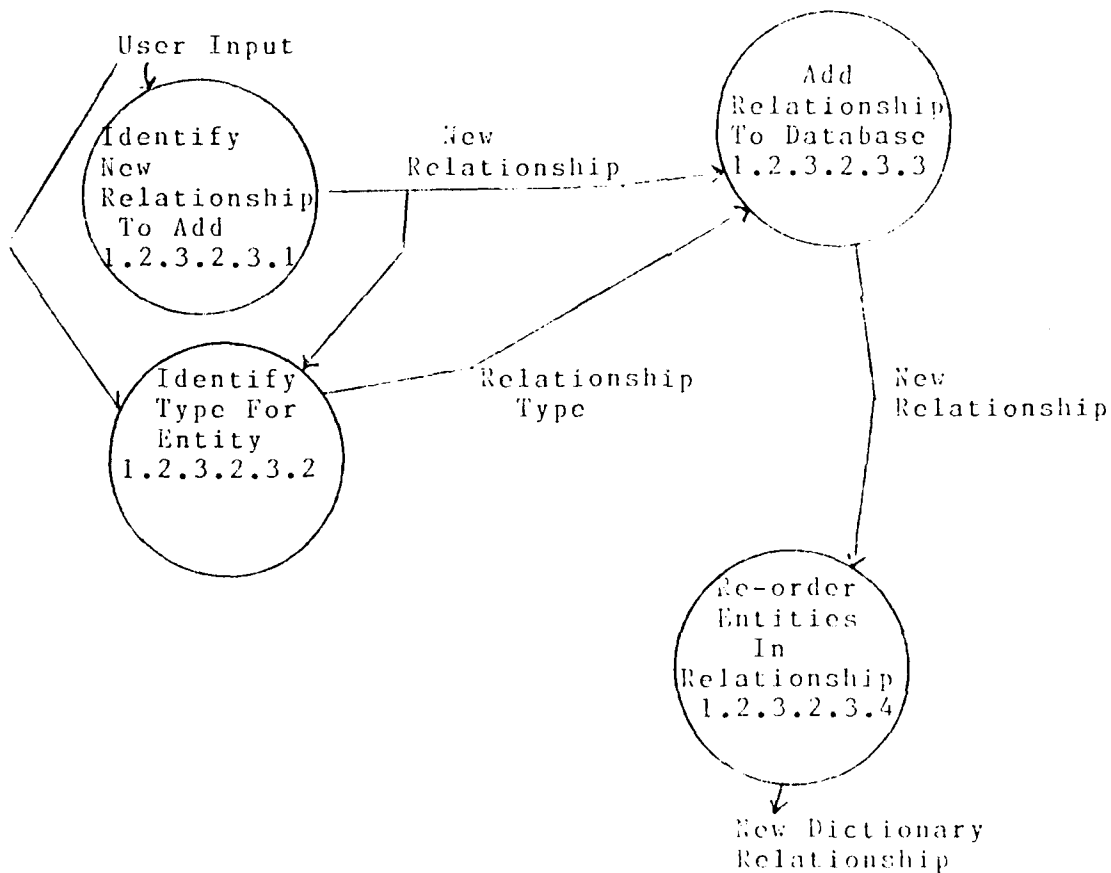 User Input
Identify
New
Relationship
To Add
1.2.3.2.3.1
New
Relationship
Add
Relationship
To Database
1.2.3.2.3.3
Identify
Type For
Entity
1.2.3.2.3.2
Relationship
Type
New
Relationship
Re-order
Entities
In
Relationship
1.2.3.2.3.4
New Dictionary
Relationship